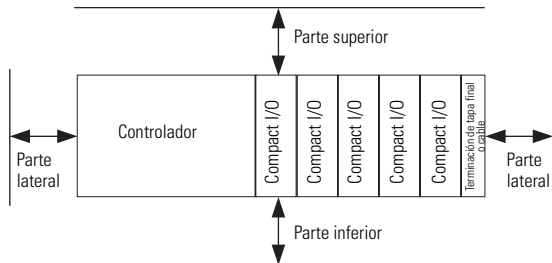 Parte superior
Controlador
Compact I/O
Compact I/O
Compact I/O
Compact I/O
Compact I/O
Terminación de tapa final
o cable
Parte
lateral
Parte
lateral
Parte inferior